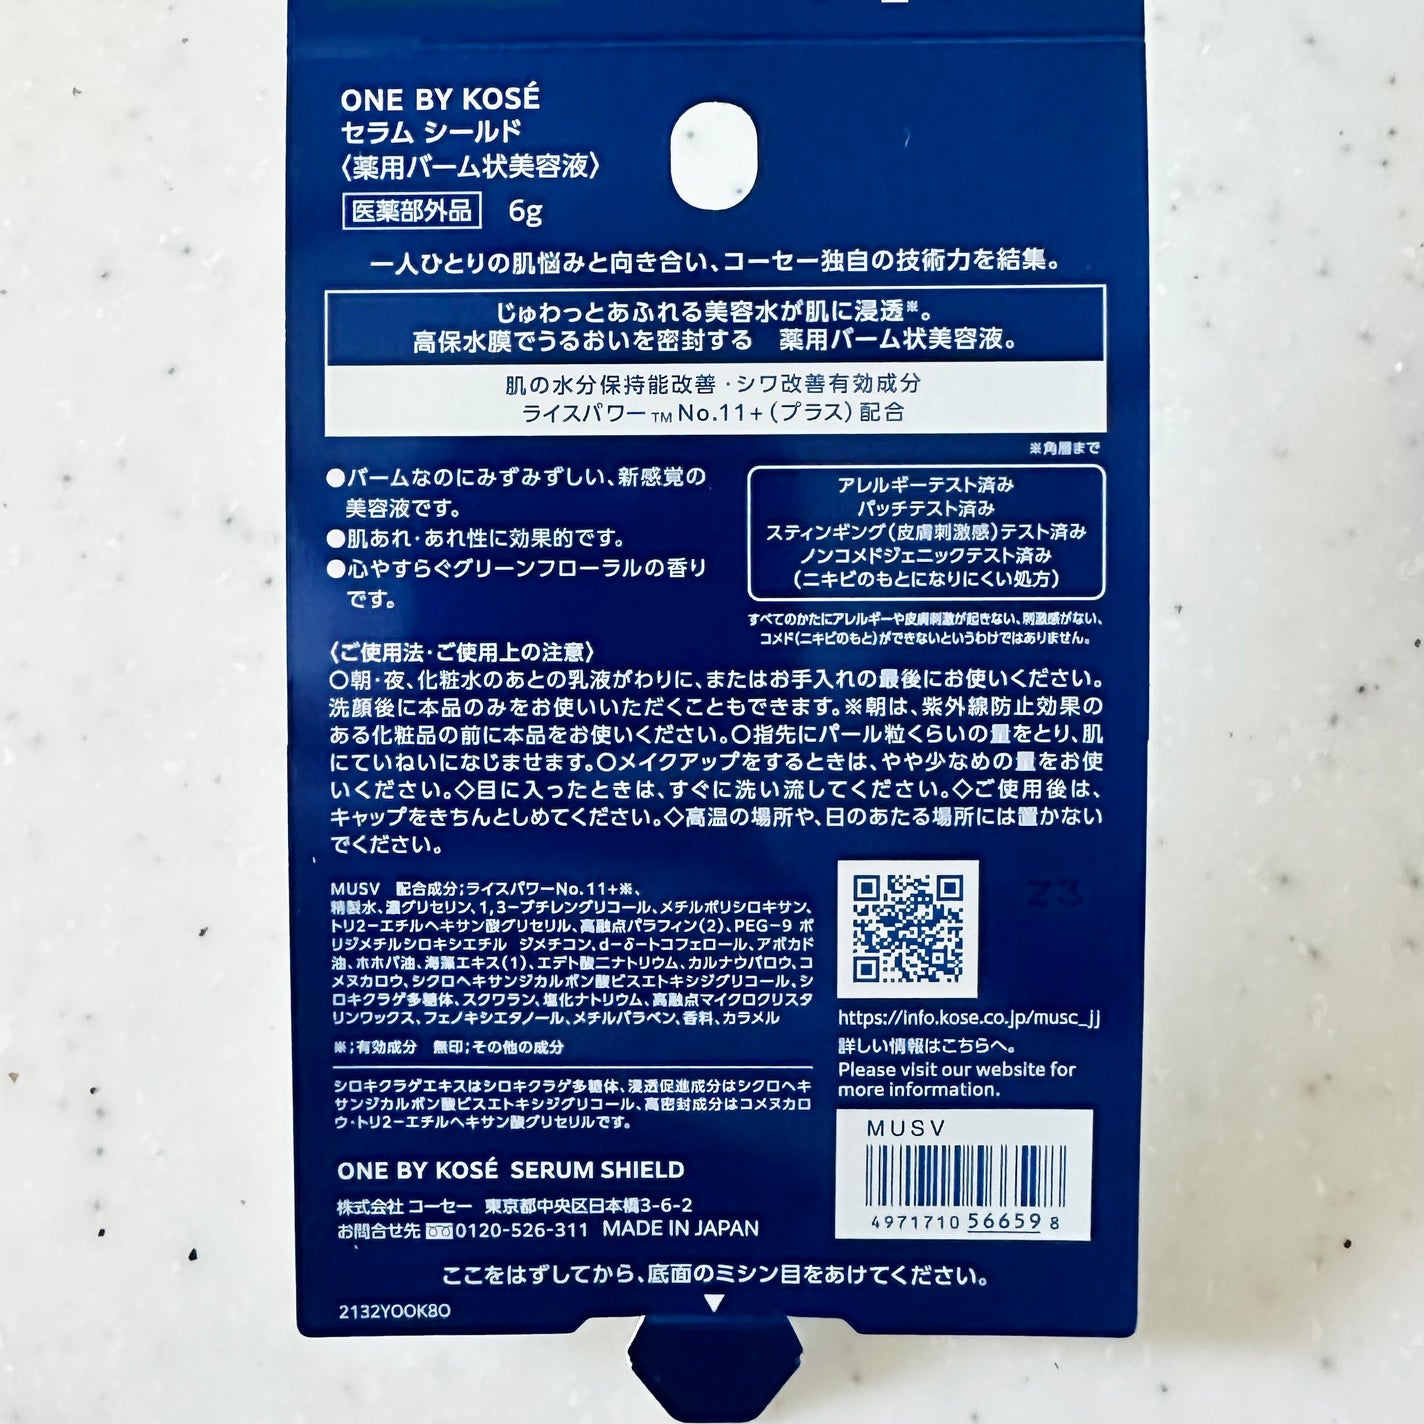 ONE BY KOSÉ
セラム シールド
〈薬用バーム状美容液〉
医薬部外品 6g
一人ひとりの肌悩みと向き合い、コーセー独自の技術力を結集。
じゅわっとあふれる美容水が肌に浸透※。
高保水膜でうるおいを密封する 薬用バーム状美容液。
肌の水分保持能改善・シワ改善有効成分
ライスパワー™No.11+(プラス)配合
※角層まで
●バームなのにみずみずしい、新感覚の
美容液です。
●肌あれ・あれ性に効果的です。
●心やすらぐグリーンフローラルの香り
です。
アレルギーテスト済み
パッチテスト済み
スティンギング(皮膚刺激感)テスト済み
ノンコメドジェニックテスト済み
(ニキビのもとになりにくい処方)
すべてのかたにアレルギーや皮膚刺激が起きない、刺激感がない、
コメド(ニキビのもと)ができないというわけではありません。
〈ご使用法・ご使用上の注意〉
○朝・夜、化粧水のあとの乳液がわりに、またはお手入れの最後にお使いください。
洗顔後に本品のみをお使いいただくこともできます。※朝は、紫外線防止効果の
ある化粧品の前に本品をお使いください。○指先にパール粒くらいの量をとり、肌
にていねいになじませます。○メイクアップをするときは、やや少なめの量をお使
いください。◇目に入ったときは、すぐに洗い流してください。◇ご使用後は、
キャップをきちんとしめてください。◇高温の場所や、日のあたる場所には置かない
でください。
MUSV 配合成分;ライスパワーNo.11+※、
精製水、濃グリセリン、1,3-ブチレングリコール、メチルポリシロキサン、
トリ2-エチルヘキサン酸グリセリル、高融点パラフィン(2)、PEG-9 ポ
リジメチルシロキシエチル ジメチコン、d-δ-トコフェロール、アボカド
油、ホホバ油、海藻エキス(1)、エデト酸二ナトリウム、カルナウバロウ、コ
メヌカロウ、シクロヘキサンジカルボン酸ビスエトキシジグリコール、シ
ロキクラゲ多糖体、スクワラン、塩化ナトリウム、高融点マイクロクリスタ
リンワックス、フェノキシエタノール、メチルパラベン、香料、カラメル
※;有効成分 無印;その他の成分
シロキクラゲエキスはシロキクラゲ多糖体、浸透促進成分はシクロヘキ
サンジカルボン酸ビスエトキシジグリコール、高密封成分はコメヌカロ
ウ・トリ2-エチルヘキサン酸グリセリルです。
23
https://info.kose.co.jp/musc_jj
詳しい情報はこちらへ。
Please visit our website for
more information.
MUSV
4971710 566598
ONE BY KOSÉ SERUM SHIELD
株式会社 コーセー 東京都中央区日本橋3-6-2
お問合せ先 0120-526-311 MADE IN JAPAN
ここをはずしてから、底面のミシン目をあけてください。
▼
2132YOOK8O